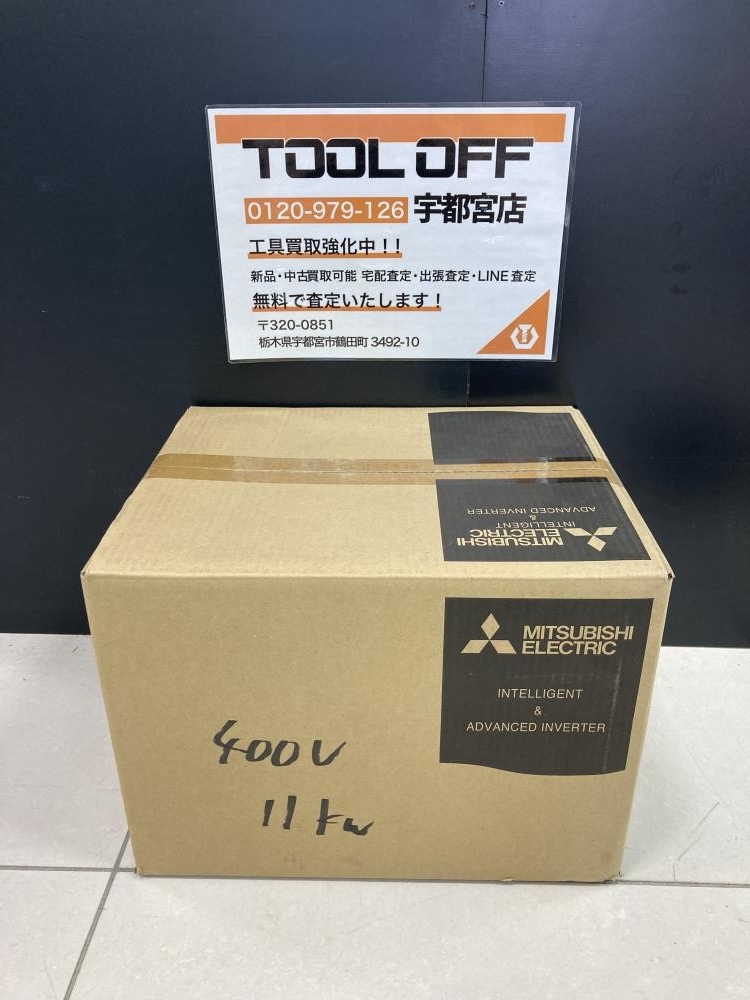 TOOL OFF
0120-979-126 宇都宮店
工具買取強化中！！
新品・中古買取可能 宅配査定・出張査定・LINE査定
無料で査定いたします！
〒320-0851
栃木県宇都宮市鶴田町 3492-10
MITSUBISHI
ELECTRIC
INTELLIGENT
&
ADVANCED INVERTER
MITSUBISHI
ELECTRIC
INTELLIGENT
&
ADVANCED INVERTER
400V
11kw